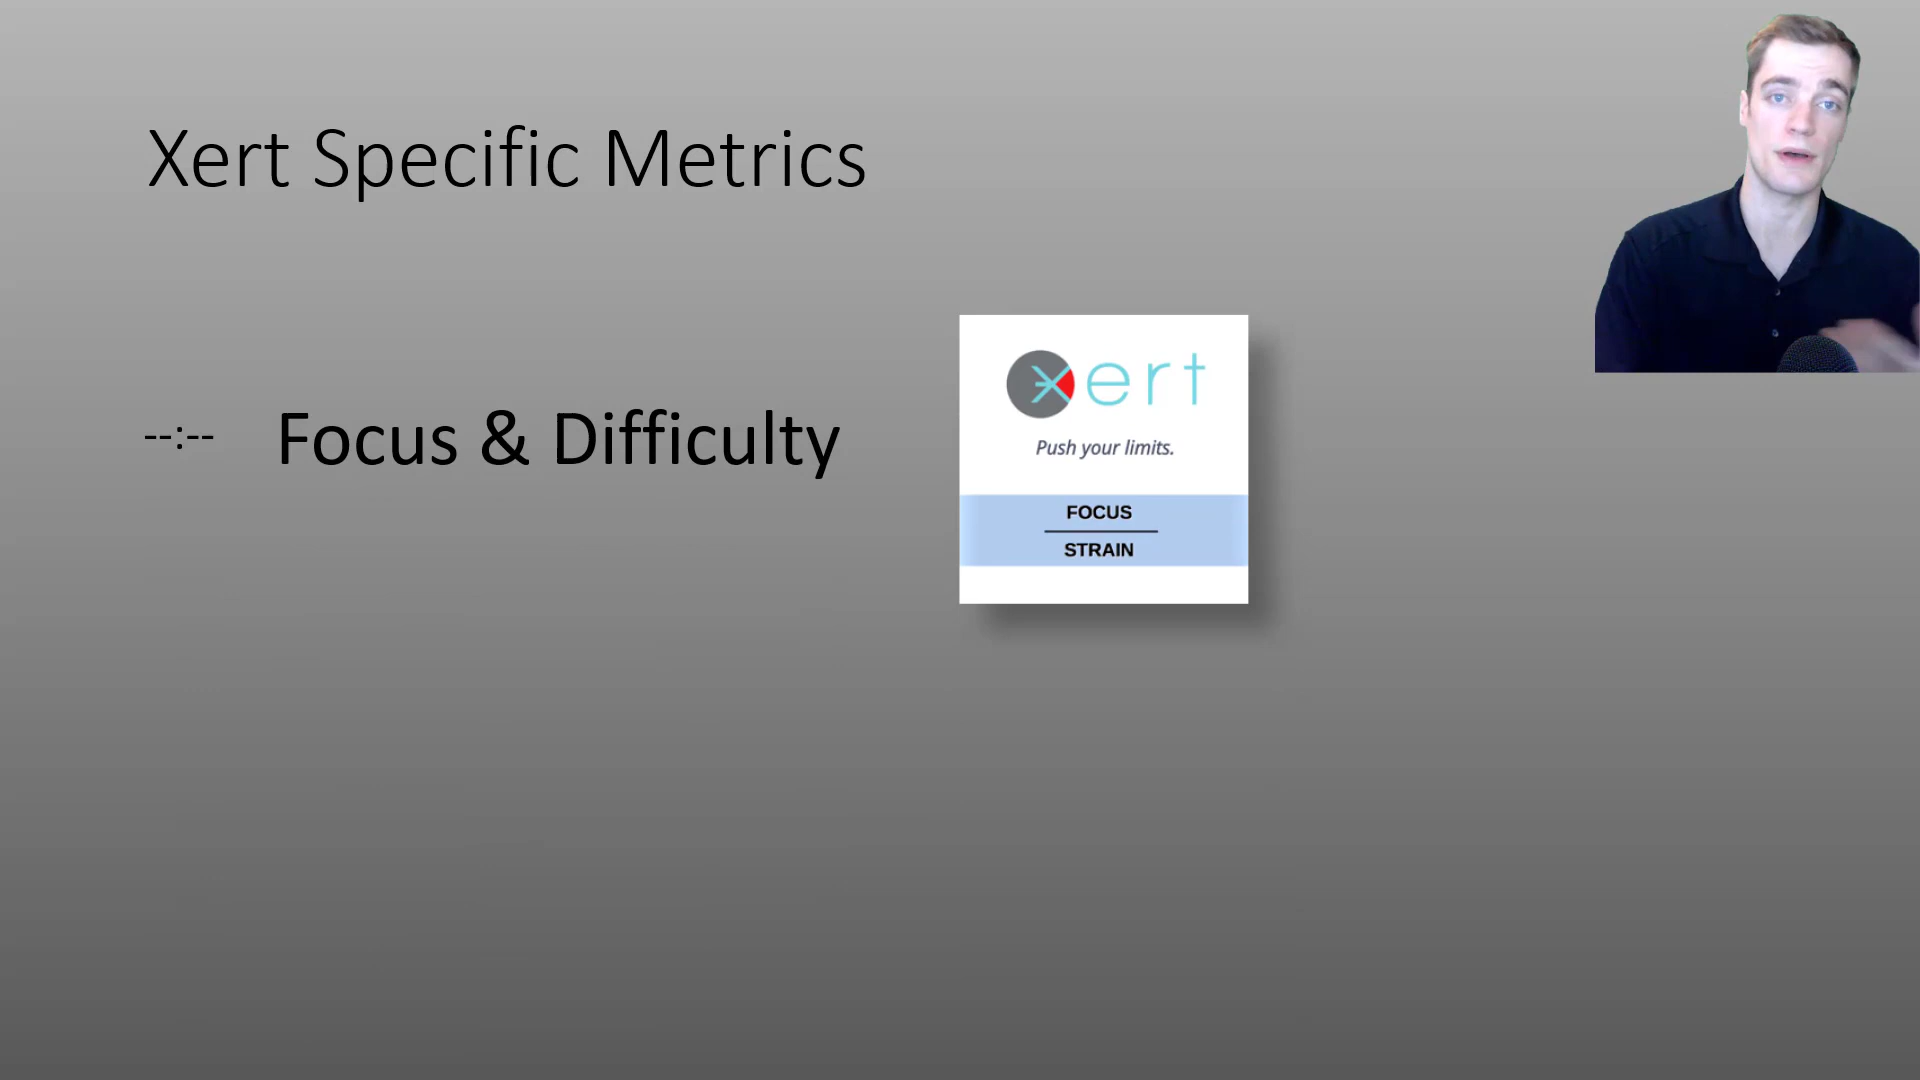 Xert Specific Metrics
--:-- Focus & Difficulty
xert
Push your limits.
FOCUS
STRAIN